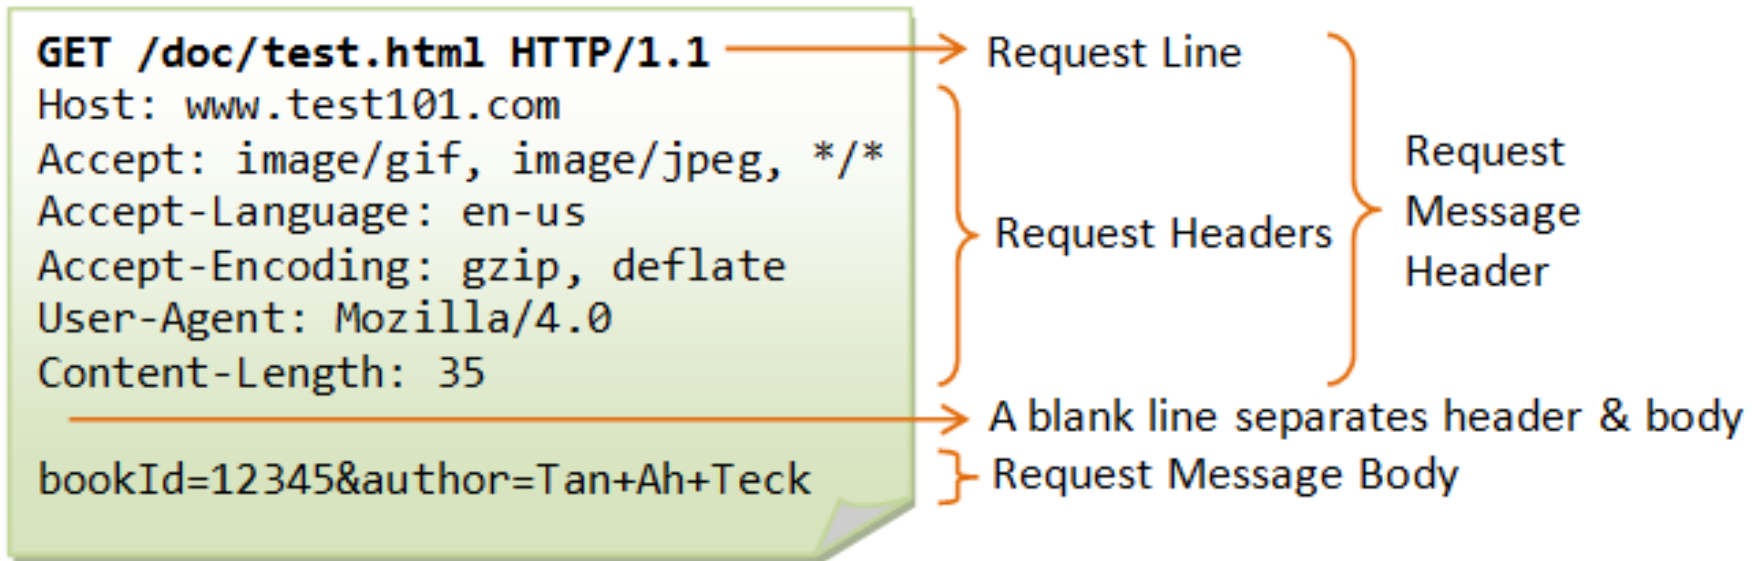 GET /doc/test.html HTTP/1.1
Host: www.test101.com
Accept: image/gif, image/jpeg, */*
Accept-Language: en-us
Accept-Encoding: gzip, deflate
User-Agent: Mozilla/4.0
Content-Length: 35
bookId=12345&author=Tan+Ah+Teck
Request Line
Request Headers
Request
Message
Header
A blank line separates header & body
Request Message Body